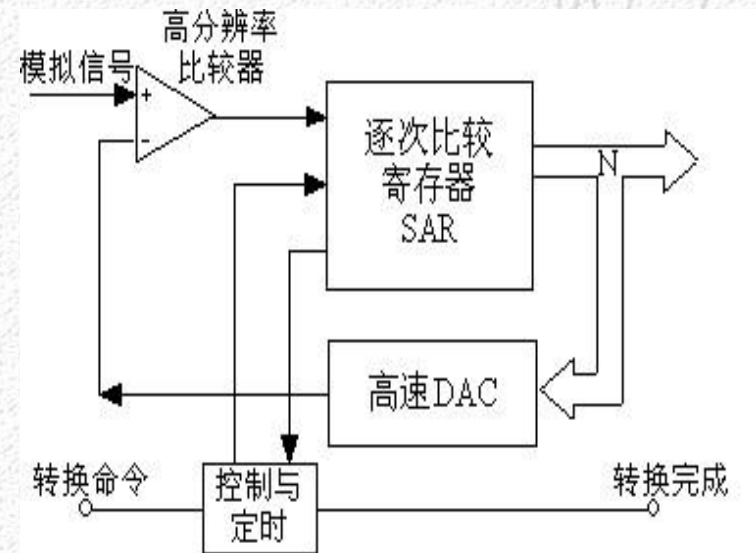 高分辨率
比较器
模拟信号
+
-
逐次比较
寄存器
SAR
N
高速DAC
转换命令
控制与
定时
转换完成